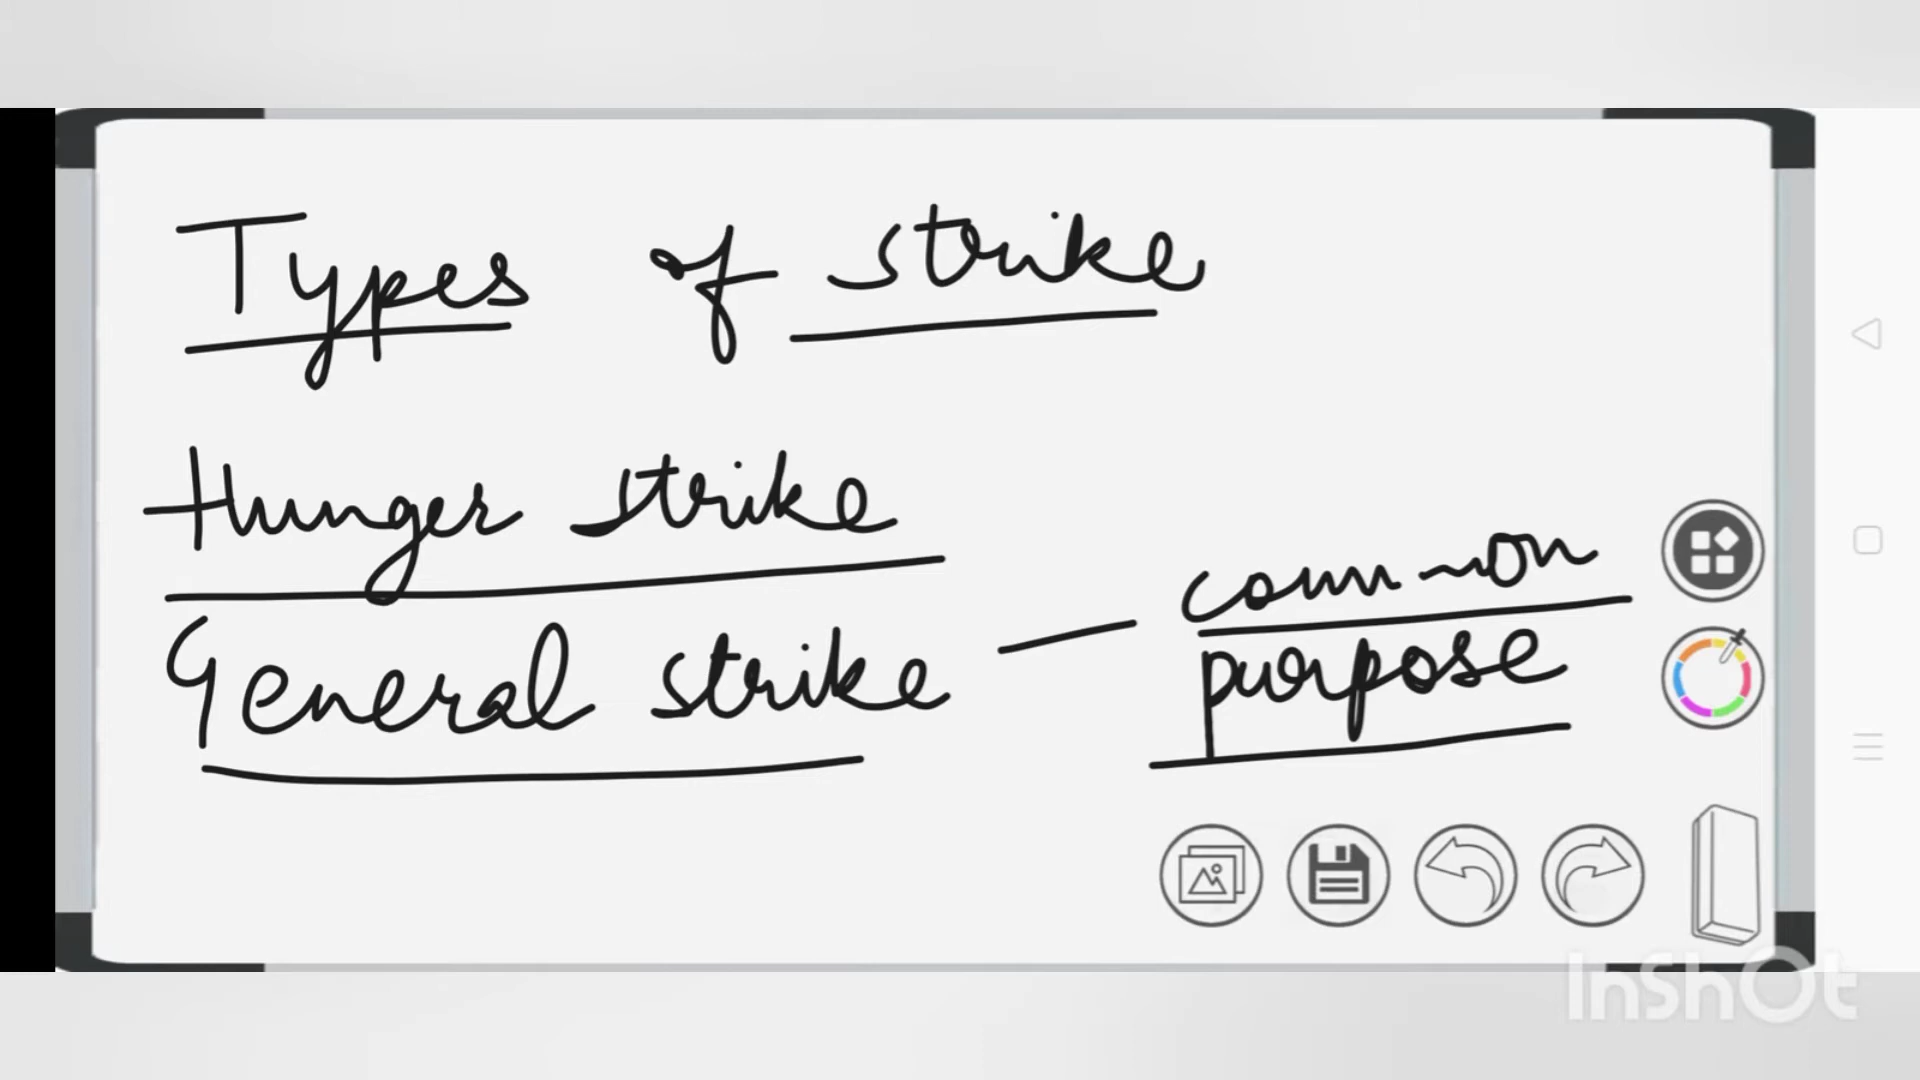 Types of strike
Hunger strike
General strike — common
purpose
InShOt